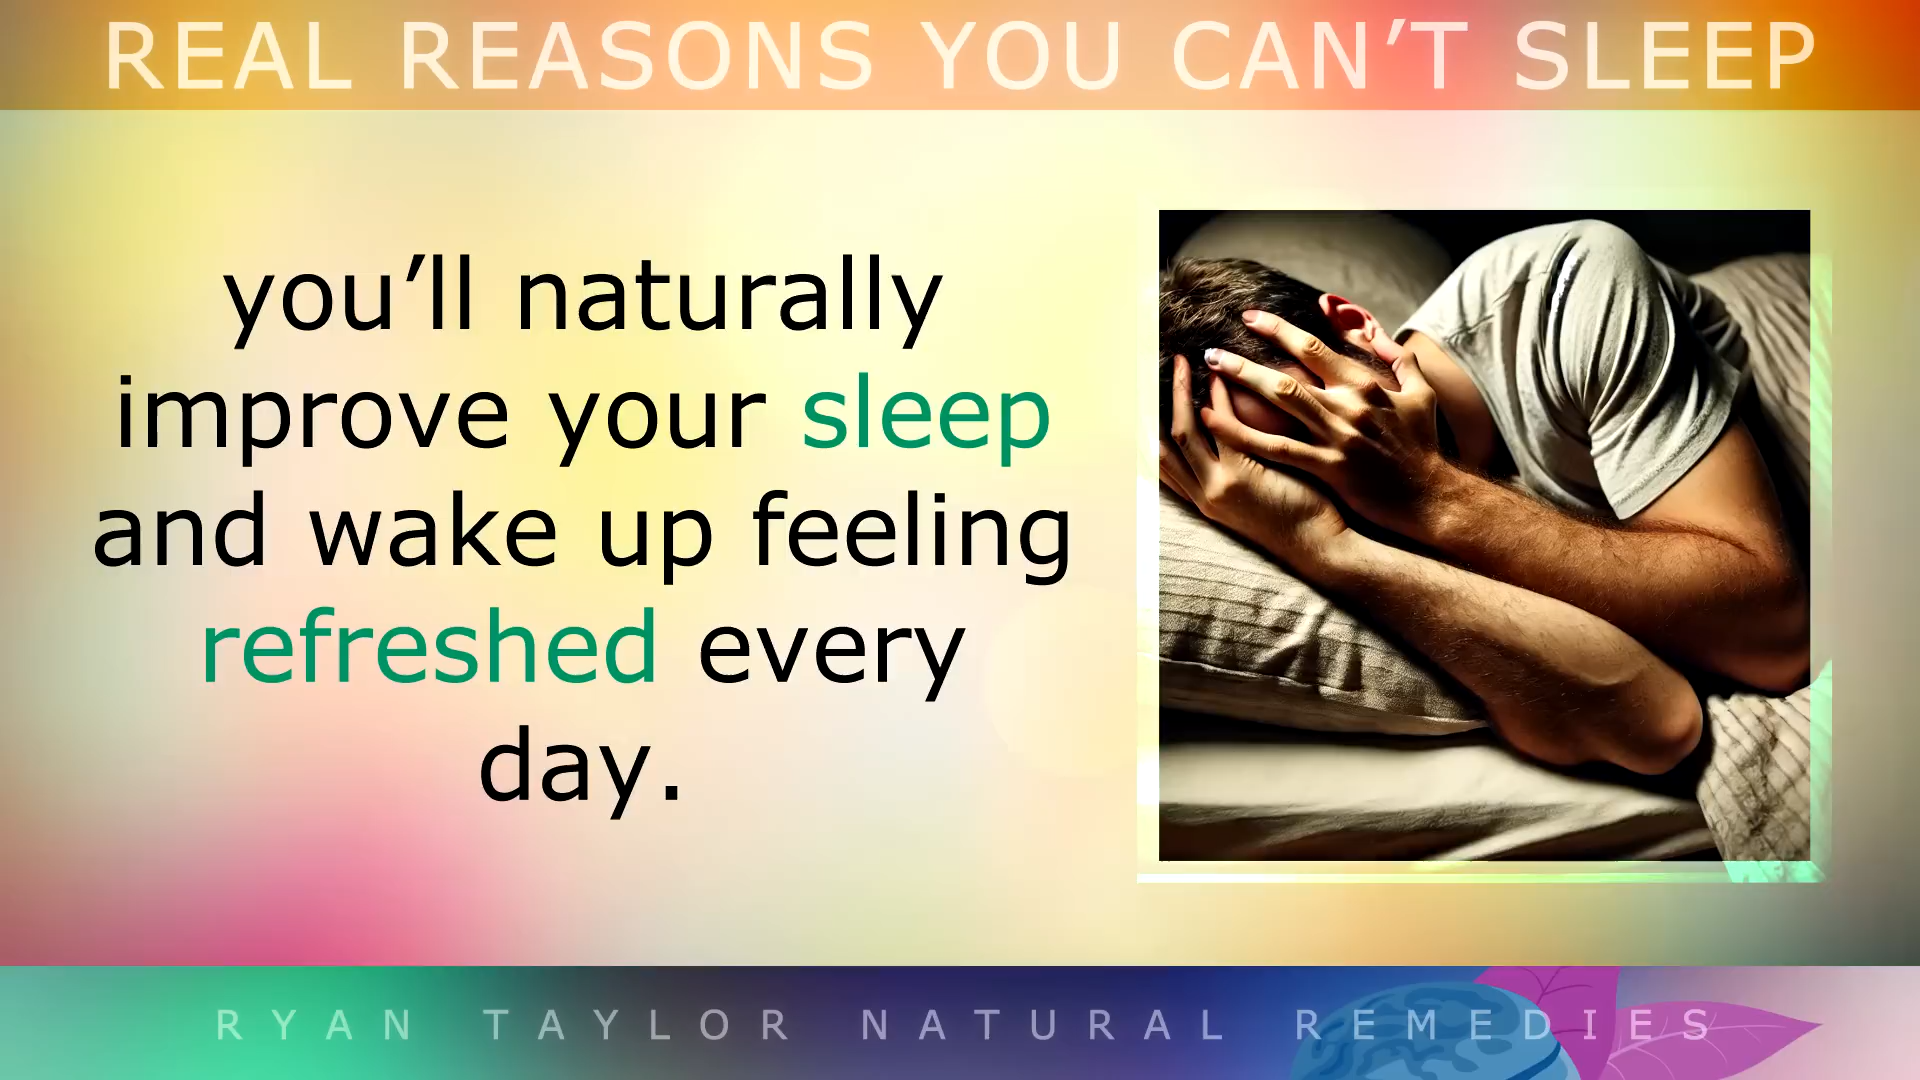 REAL REASONS YOU CAN’T SLEEP
you’ll naturally
improve your sleep
and wake up feeling
refreshed every
day.
RYAN TAYLOR NATURAL REMEDIES